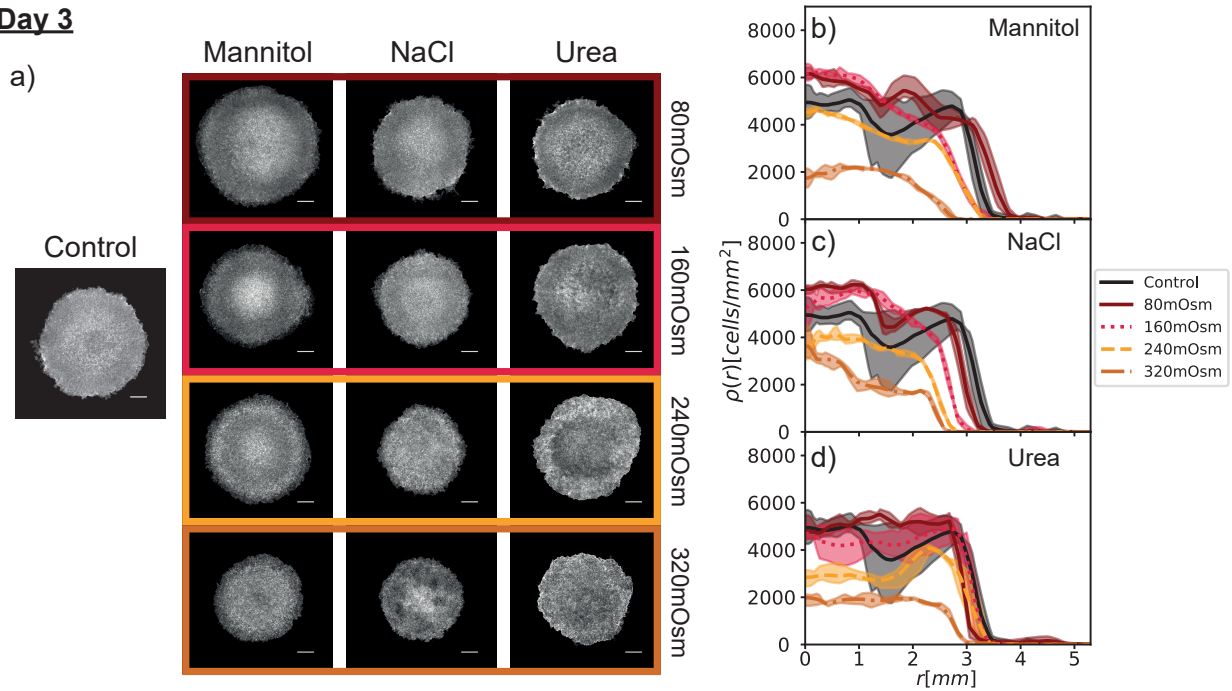 Day 3
a)
Mannitol NaCl Urea
Control
80mOsm
160mOsm
240mOsm
320mOsm
b) Mannitol
8000
6000
4000
2000
0
c) NaCl
8000
6000
4000
2000
0
d) Urea
8000
6000
4000
2000
0
0 1 2 3 4 5
ρ(r)[cells/mm²]
r[mm]
Control
80mOsm
160mOsm
240mOsm
320mOsm